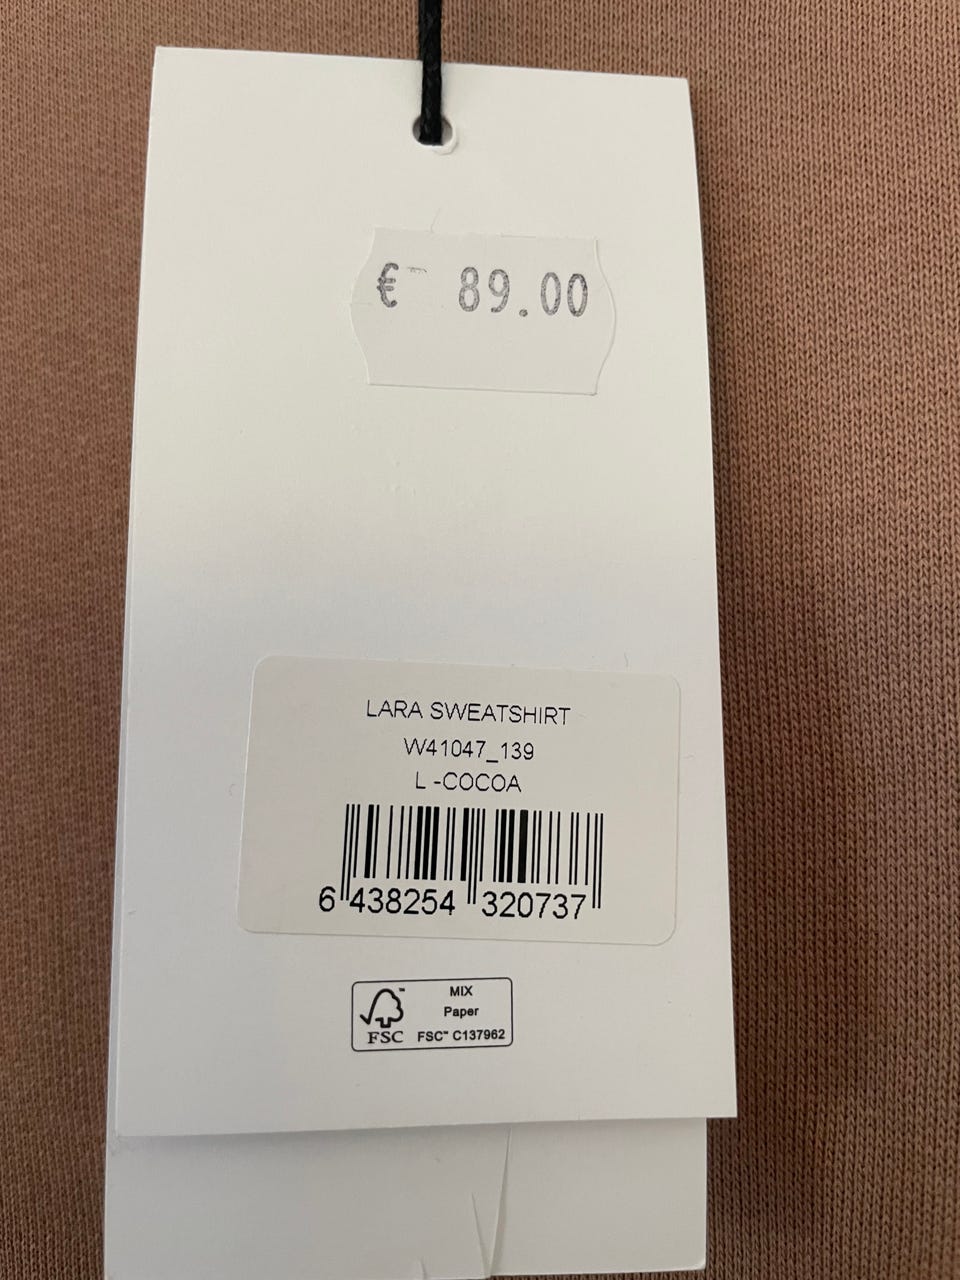 € 89.00
LARA SWEATSHIRT
W41047_139
L -COCOA
6 438254 320737
MIX
Paper
FSC™ C137962
FSC